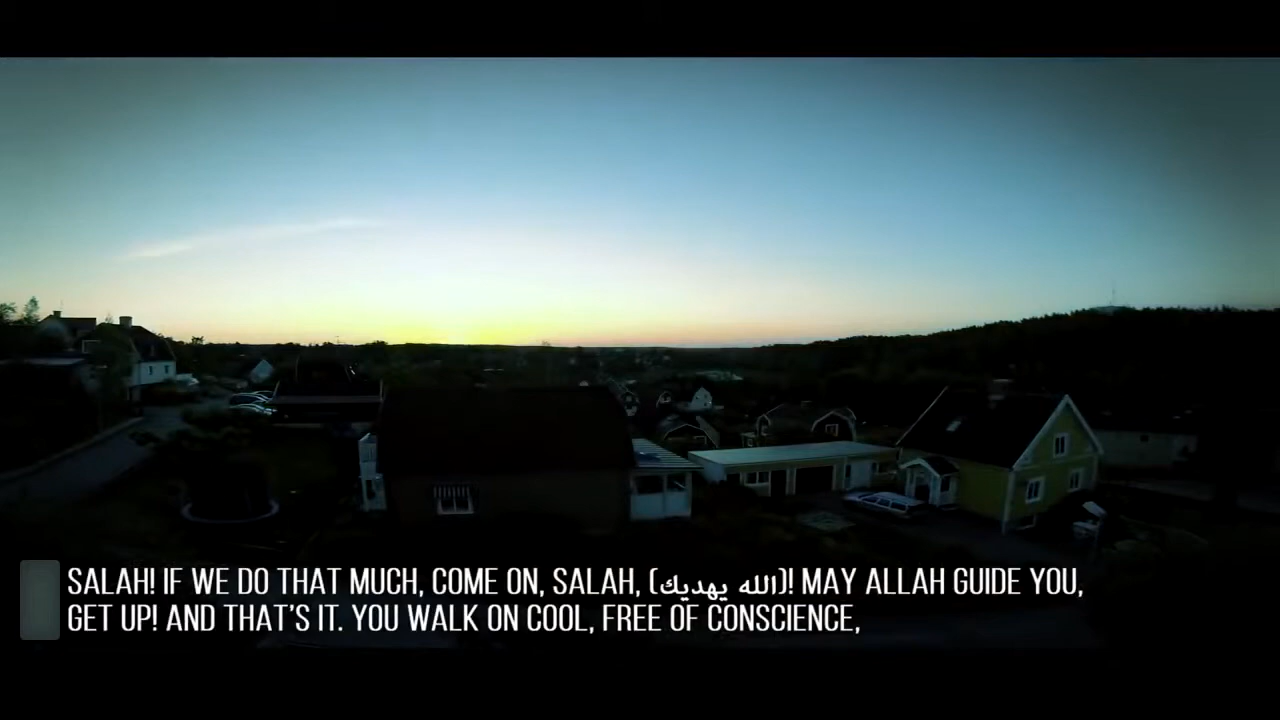 SALAH! IF WE DO THAT MUCH, COME ON, SALAH, (الله يهديك)! MAY ALLAH GUIDE YOU,
GET UP! AND THAT'S IT. YOU WALK ON COOL, FREE OF CONSCIENCE,